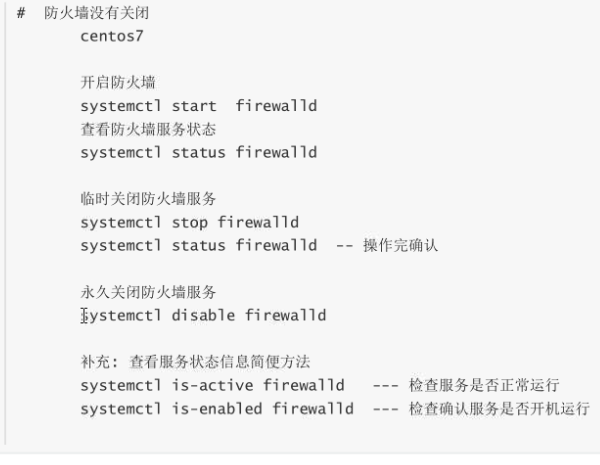 # 防火墙没有关闭
centos7
开启防火墙
systemctl start firewalld
查看防火墙服务状态
systemctl status firewalld
临时关闭防火墙服务
systemctl stop firewalld
systemctl status firewalld -- 操作完确认
永久关闭防火墙服务
systemctl disable firewalld
补充: 查看服务状态信息简便方法
systemctl is-active firewalld --- 检查服务是否正常运行
systemctl is-enabled firewalld --- 检查确认服务是否开机运行